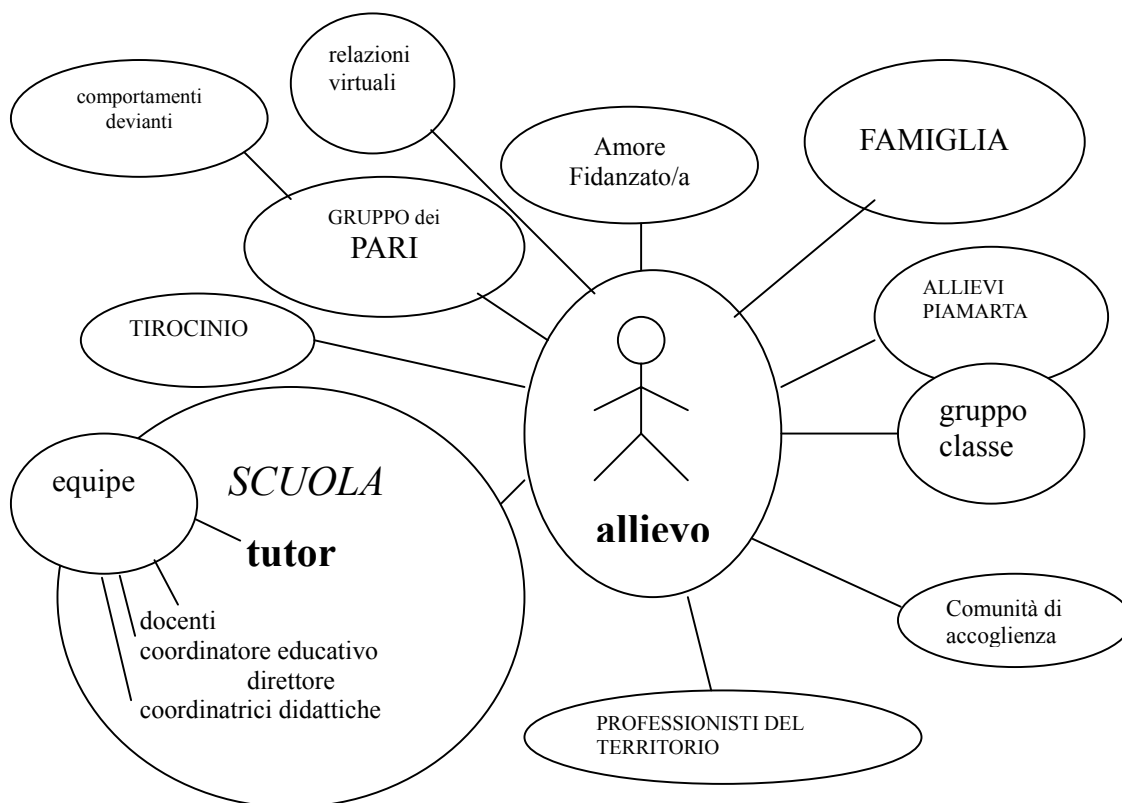 relazioni
virtuali
comportamenti
devianti
Amore
Fidanzato/a
FAMIGLIA
GRUPPO dei
PARI
ALLIEVI
PIAMARTA
TIROCINIO
gruppo
classe
equipe
SCUOLA
tutor
allievo
docenti
coordinatore educativo
direttore
coordinatrici didattiche
Comunità di
accoglienza
PROFESSIONISTI DEL
TERRITORIO